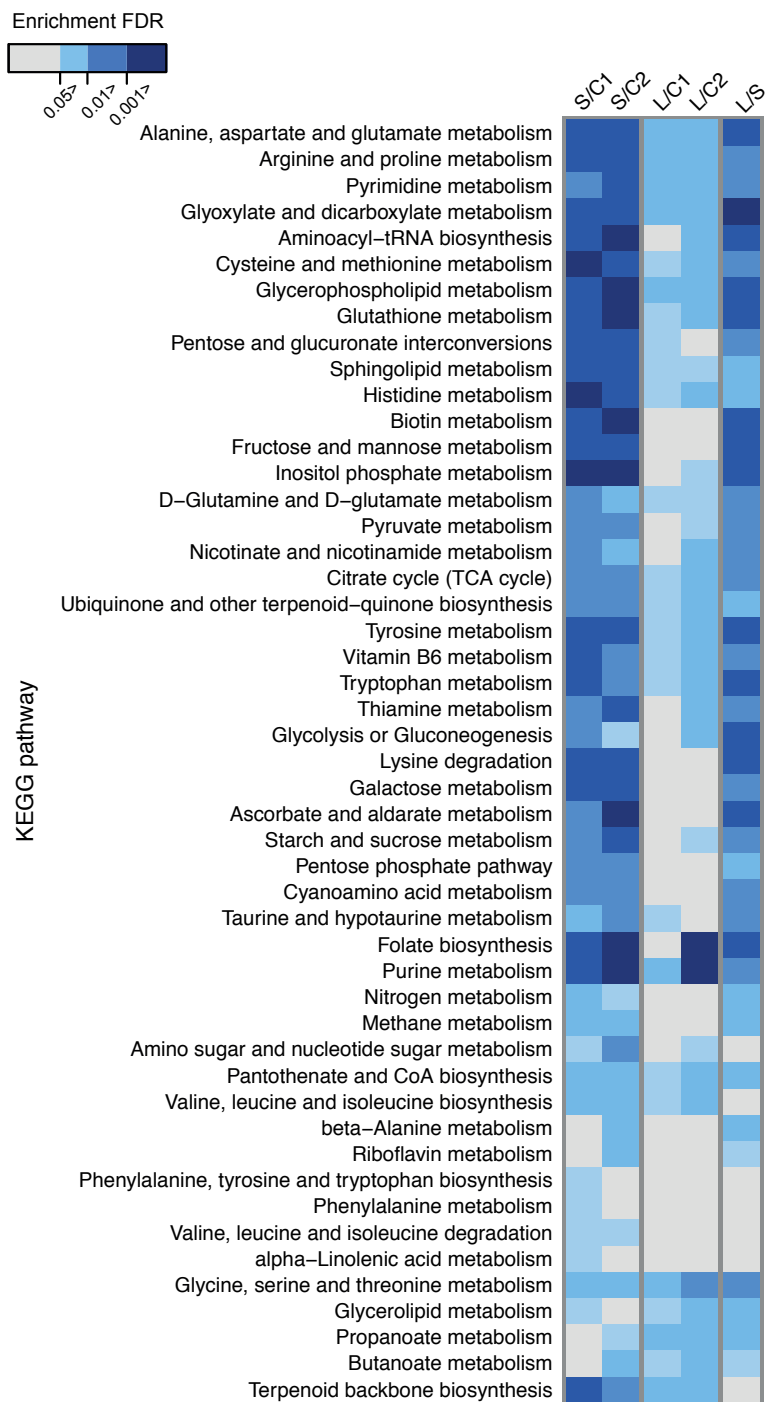 Enrichment FDR
0.05>
0.01>
0.001>
S/C1
S/C2
L/C1
L/C2
L/S
Alanine, aspartate and glutamate metabolism
Arginine and proline metabolism
Pyrimidine metabolism
Glyoxylate and dicarboxylate metabolism
Aminoacyl−tRNA biosynthesis
Cysteine and methionine metabolism
Glycerophospholipid metabolism
Glutathione metabolism
Pentose and glucuronate interconversions
Sphingolipid metabolism
Histidine metabolism
Biotin metabolism
Fructose and mannose metabolism
Inositol phosphate metabolism
D−Glutamine and D−glutamate metabolism
Pyruvate metabolism
Nicotinate and nicotinamide metabolism
Citrate cycle (TCA cycle)
Ubiquinone and other terpenoid−quinone biosynthesis
Tyrosine metabolism
Vitamin B6 metabolism
Tryptophan metabolism
Thiamine metabolism
Glycolysis or Gluconeogenesis
Lysine degradation
Galactose metabolism
Ascorbate and aldarate metabolism
Starch and sucrose metabolism
Pentose phosphate pathway
Cyanoamino acid metabolism
Taurine and hypotaurine metabolism
Folate biosynthesis
Purine metabolism
Nitrogen metabolism
Methane metabolism
Amino sugar and nucleotide sugar metabolism
Pantothenate and CoA biosynthesis
Valine, leucine and isoleucine biosynthesis
beta−Alanine metabolism
Riboflavin metabolism
Phenylalanine, tyrosine and tryptophan biosynthesis
Phenylalanine metabolism
Valine, leucine and isoleucine degradation
alpha−Linolenic acid metabolism
Glycine, serine and threonine metabolism
Glycerolipid metabolism
Propanoate metabolism
Butanoate metabolism
Terpenoid backbone biosynthesis
KEGG pathway